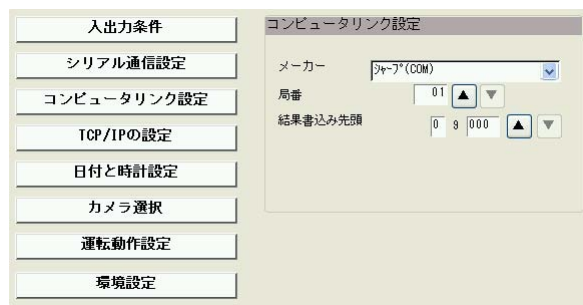 入出力条件
シリアル通信設定
コンピュータリンク設定
TCP/IPの設定
日付と時計設定
カメラ選択
運転動作設定
環境設定
コンピュータリンク設定
メーカー ｼｬｰﾌﾟ(COM)
局番 01 ▲ ▼
結果書込み先頭 0 9 000 ▲ ▼